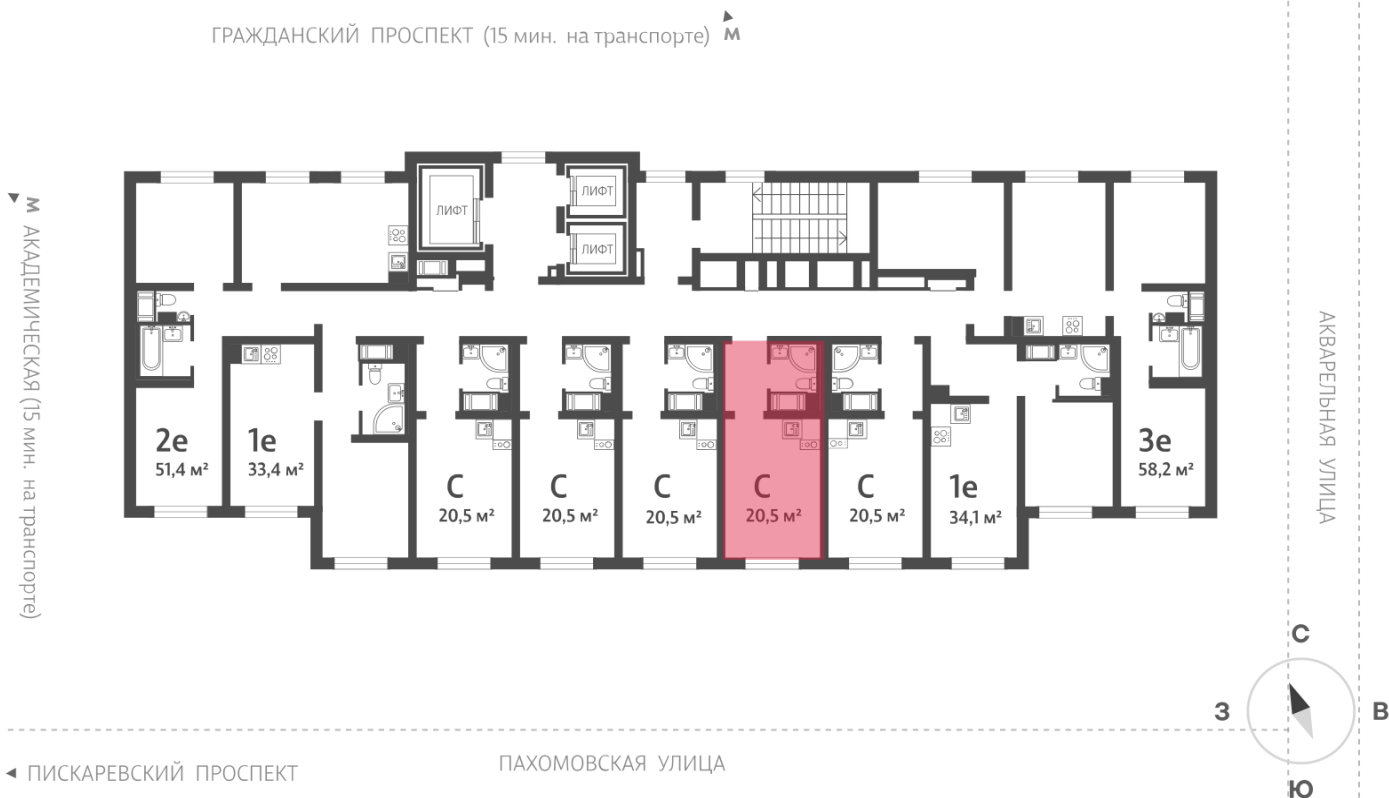 ГРАЖДАНСКИЙ ПРОСПЕКТ (15 мин. на транспорте) М
М АКАДЕМИЧЕСКАЯ (15 мин. на транспорте)
ЛИФТ
ЛИФТ
ЛИФТ
2е
51,4 м²
1е
33,4 м²
С
20,5 м²
С
20,5 м²
С
20,5 м²
С
20,5 м²
С
20,5 м²
1е
34,1 м²
3е
58,2 м²
АКВАРЕЛЬНАЯ УЛИЦА
С
З
В
Ю
ПАХОМОВСКАЯ УЛИЦА
ПИСКАРЕВСКИЙ ПРОСПЕКТ